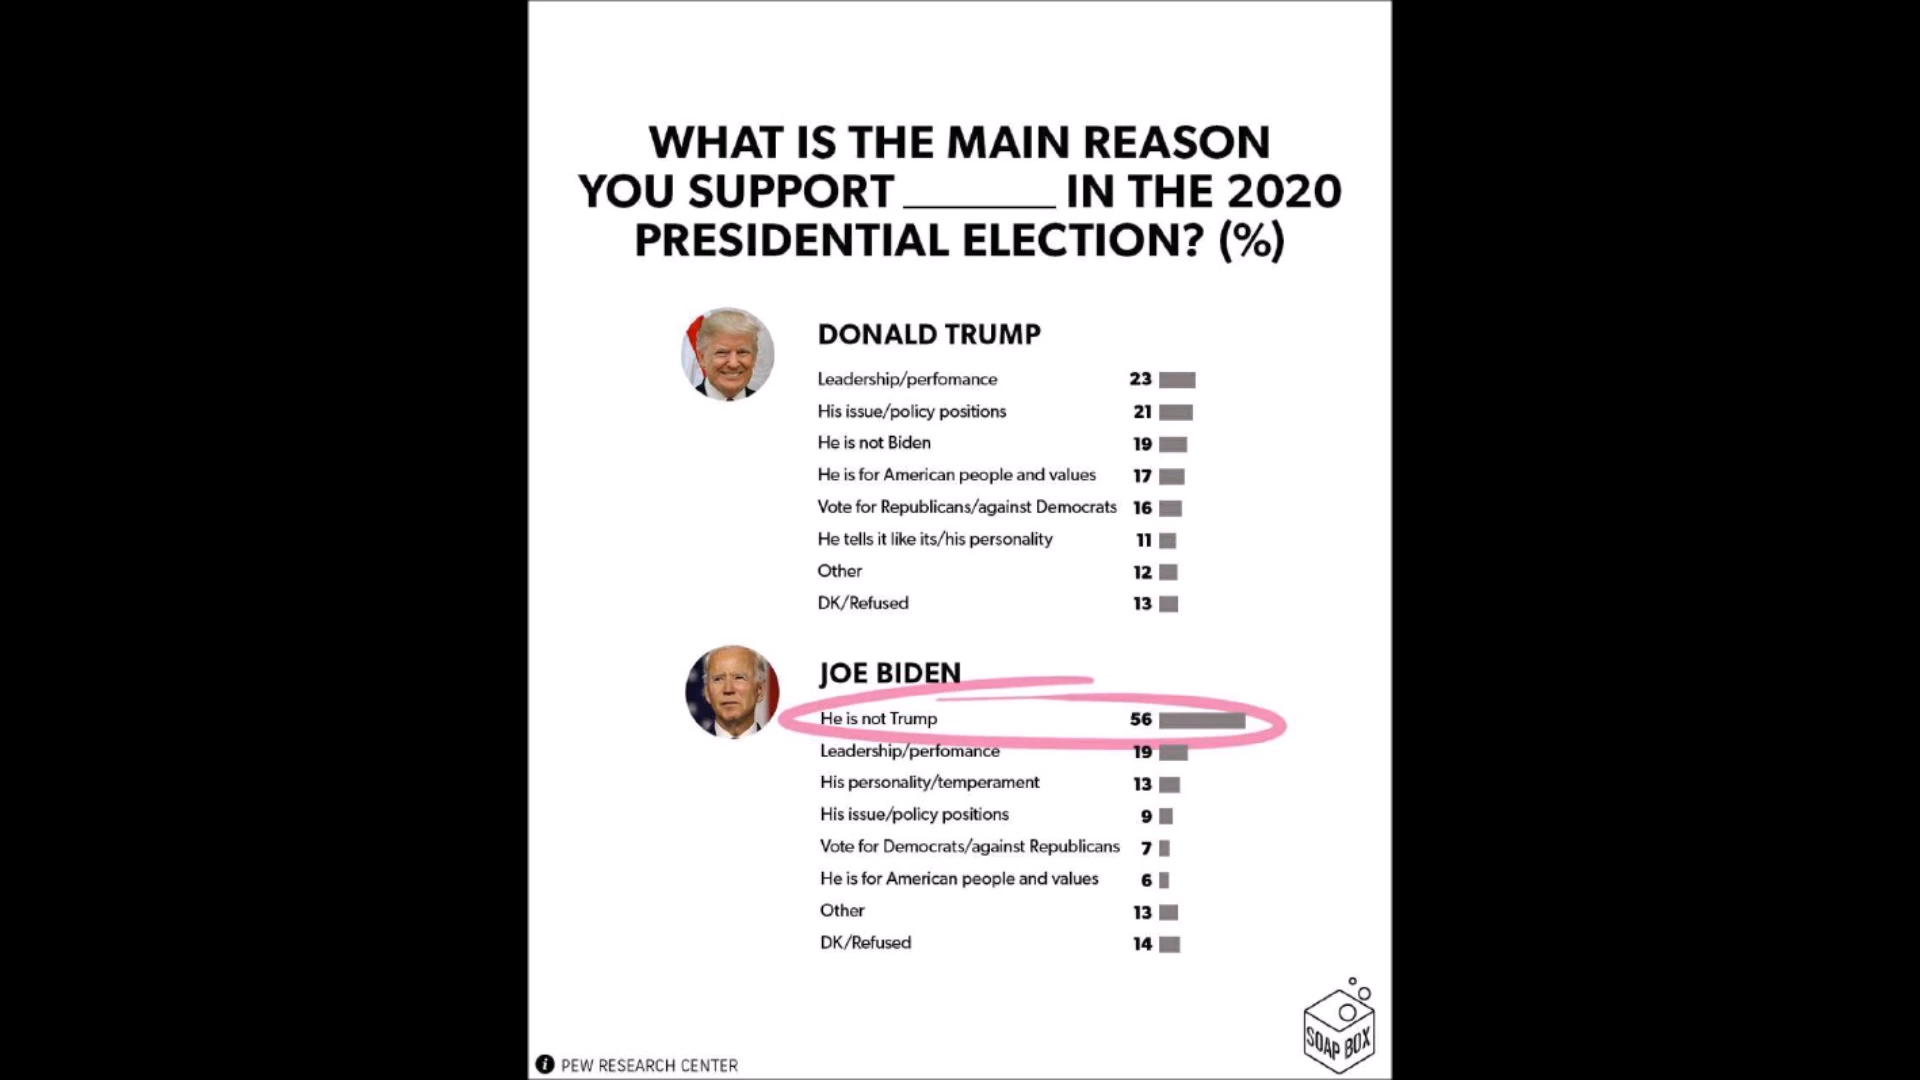 WHAT IS THE MAIN REASON
YOU SUPPORT ______ IN THE 2020
PRESIDENTIAL ELECTION? (%)
DONALD TRUMP
Leadership/perfomance 23
His issue/policy positions 21
He is not Biden 19
He is for American people and values 17
Vote for Republicans/against Democrats 16
He tells it like its/his personality 11
Other 12
DK/Refused 13
JOE BIDEN
He is not Trump 56
Leadership/perfomance 19
His personality/temperament 13
His issue/policy positions 9
Vote for Democrats/against Republicans 7
He is for American people and values 6
Other 13
DK/Refused 14
SOAP BOX
i PEW RESEARCH CENTER